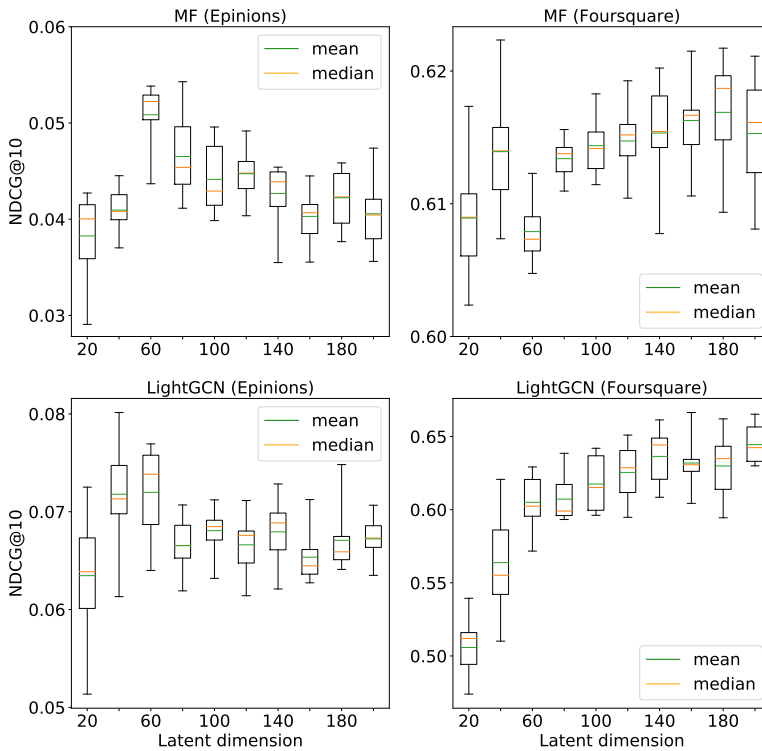 MF (Epinions)
NDCG@10
0.06
0.05
0.04
0.03
mean
median
20 60 100 140 180
MF (Foursquare)
0.62
0.61
0.60
mean
median
20 60 100 140 180
LightGCN (Epinions)
NDCG@10
0.08
0.07
0.06
0.05
mean
median
20 60 100 140 180
Latent dimension
LightGCN (Foursquare)
0.65
0.60
0.55
0.50
mean
median
20 60 100 140 180
Latent dimension